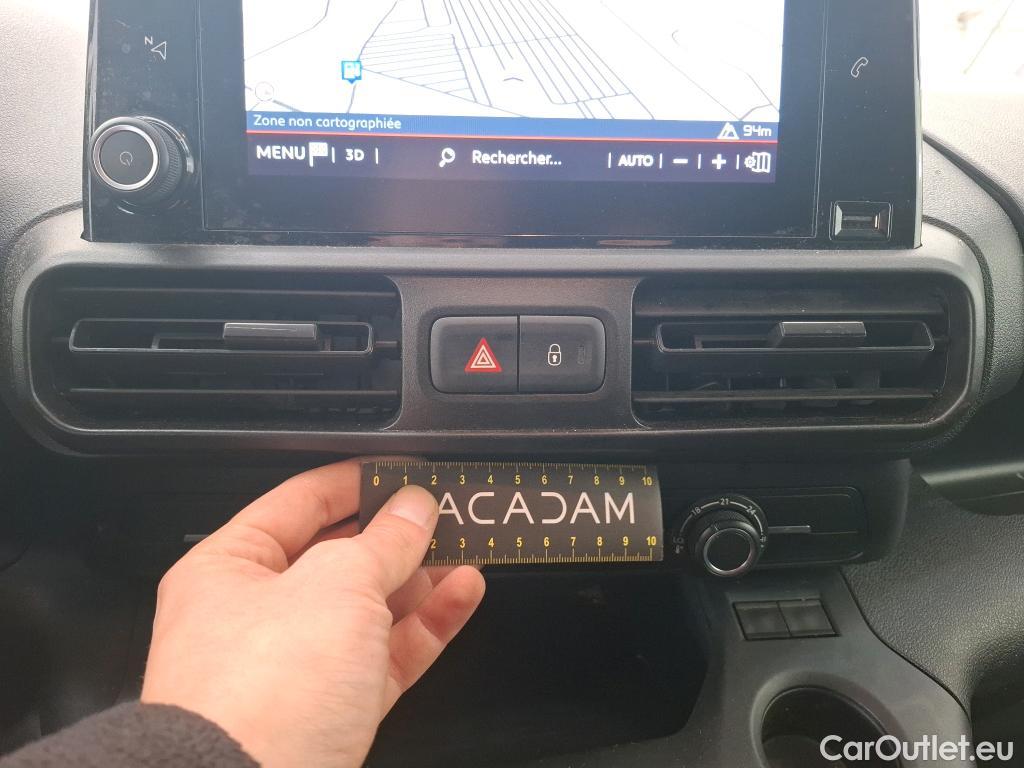 N
Zone non cartographiée
94m
MENU 3D Rechercher... AUTO − +
0 1 2 3 4 5 6 7 8 9 10
ACADAM
2 3 4 5 6 7 8 9 10
18 21 24
CarOutlet.eu